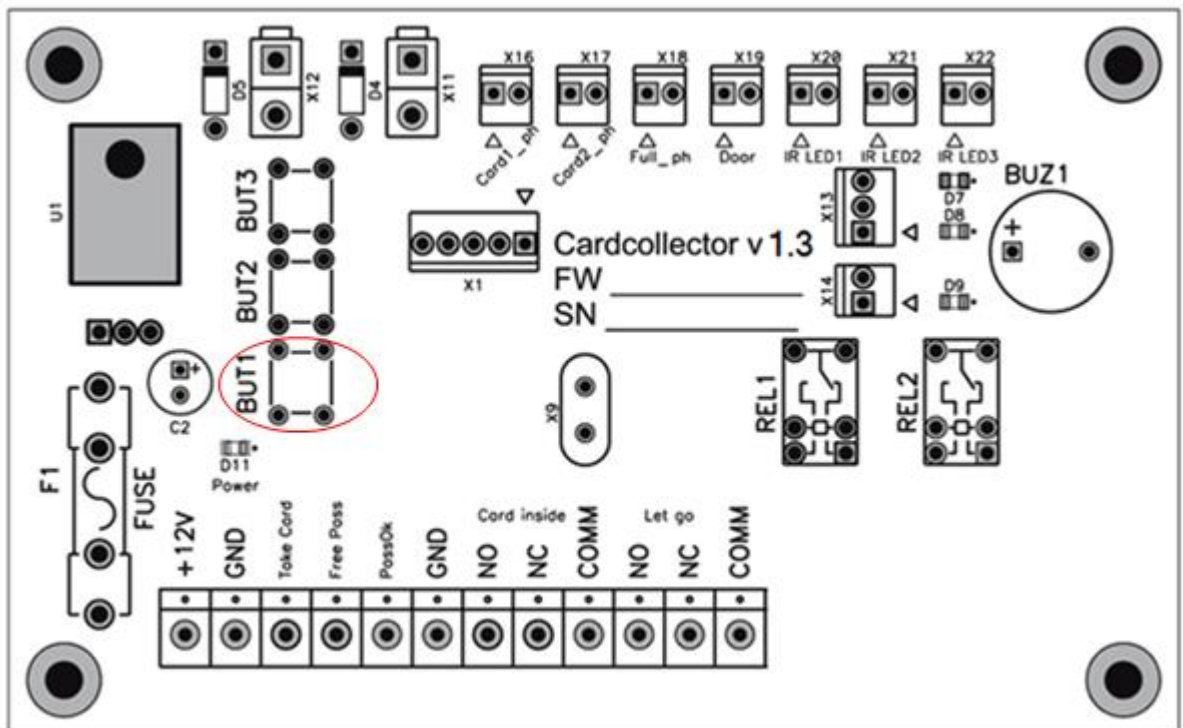 D5
X12
D4
X11
X16
X17
X18
X19
X20
X21
X22
Card1_ph
Card2_ph
Full_ph
Door
IR LED1
IR LED2
IR LED3
U1
BUT3
BUT2
BUT1
X1
Cardcollector v 1.3
FW
SN
X13
D7
D8
X14
D9
BUZ1
+
+
C2
X9
REL1
REL2
D11
Power
F1
FUSE
Card inside
Let go
+12V
GND
Take Card
Free Pass
PassOk
GND
NO
NC
COMM
NO
NC
COMM